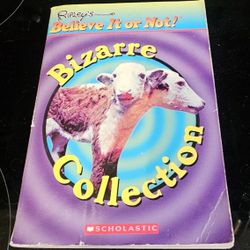 Ripley's
Believe It or Not!
Bizarre
Collection
SCHOLASTIC